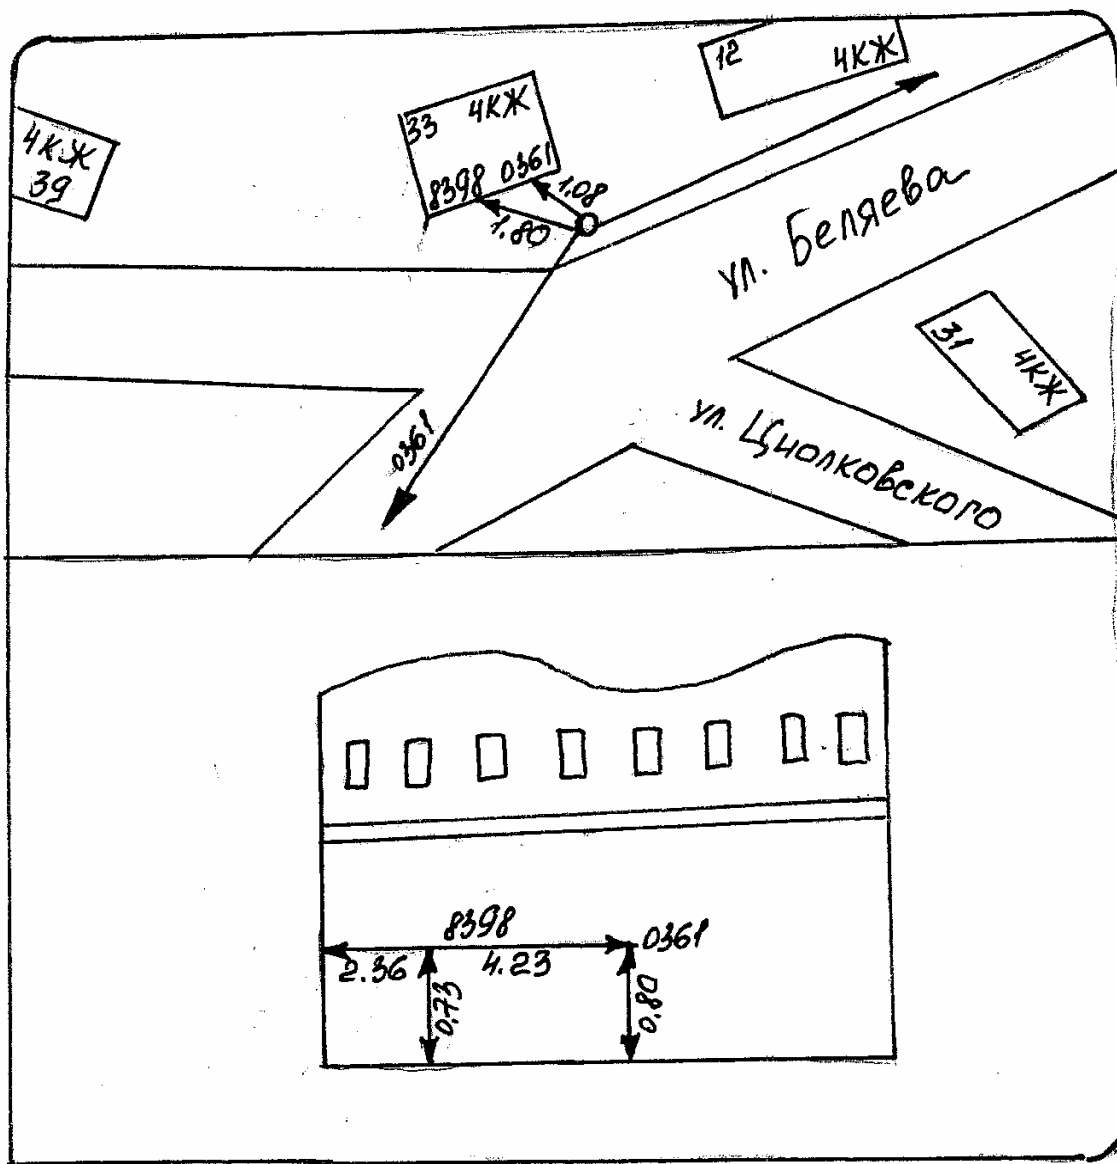 12 4КЖ
33 4КЖ
4КЖ
39
8398 0361
1,08
1.80
ул. Беляева
31 4КЖ
0361
ул. Циолковского
8398
0361
2.36 4.23
0,73
0,80